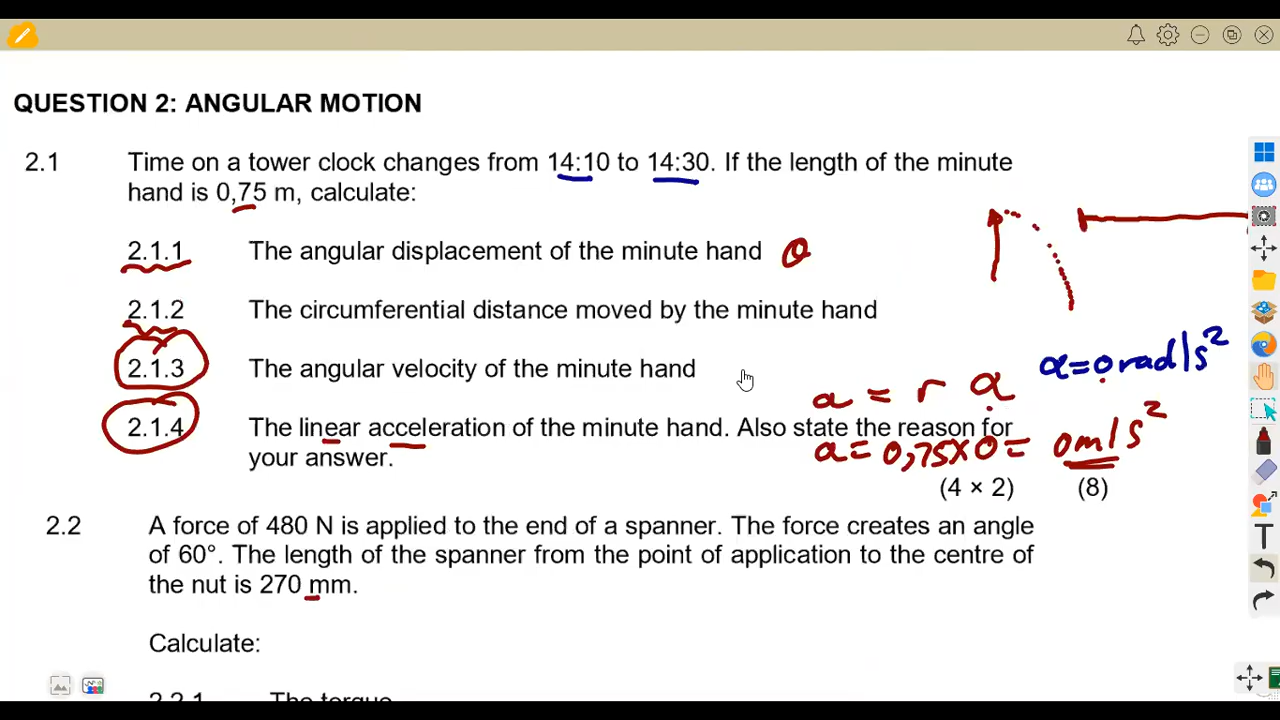 QUESTION 2: ANGULAR MOTION
2.1 Time on a tower clock changes from 14:10 to 14:30. If the length of the minute
hand is 0,75 m, calculate:
2.1.1 The angular displacement of the minute hand θ
2.1.2 The circumferential distance moved by the minute hand
2.1.3 The angular velocity of the minute hand
α = 0 rad/s²
a = r α
2.1.4 The linear acceleration of the minute hand. Also state the reason for
your answer.
a = 0,75 × 0 = 0 m/s²
(4 × 2) (8)
2.2 A force of 480 N is applied to the end of a spanner. The force creates an angle
of 60°. The length of the spanner from the point of application to the centre of
the nut is 270 mm.
Calculate:
2.2.1 The torque
T